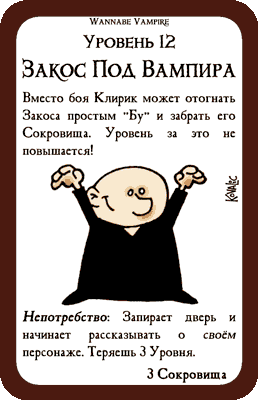 Wannabe Vampire
Уровень 12
Закос Под Вампира
Вместо боя Клирик может отогнать
Закоса простым "Бу" и забрать его
Сокровища. Уровень за это не
повышается!
Kovalic
Непотребство: Запирает дверь и
начинает рассказывать о своём
персонаже. Теряешь 3 Уровня.
3 Сокровища